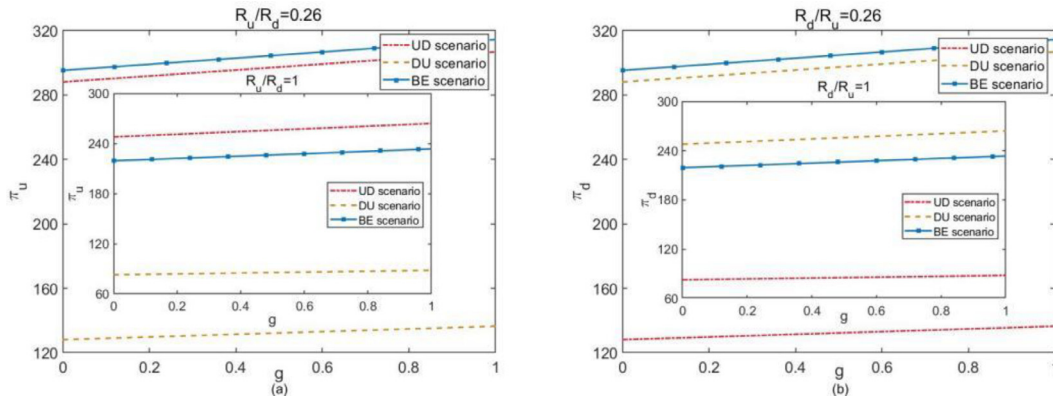 R_u/R_d=0.26
320
280
240
200
160
120
π_u
0
0.2
0.4
0.6
0.8
1
g
(a)
UD scenario
DU scenario
BE scenario
R_u/R_d=1
300
240
180
120
60
π_u
0
0.2
0.4
0.6
0.8
1
g
UD scenario
DU scenario
BE scenario
R_d/R_u=0.26
320
280
240
200
160
120
π_d
0
0.2
0.4
0.6
0.8
1
g
(b)
UD scenario
DU scenario
BE scenario
R_d/R_u=1
300
240
180
120
60
π_d
0
0.2
0.4
0.6
0.8
1
g
UD scenario
DU scenario
BE scenario